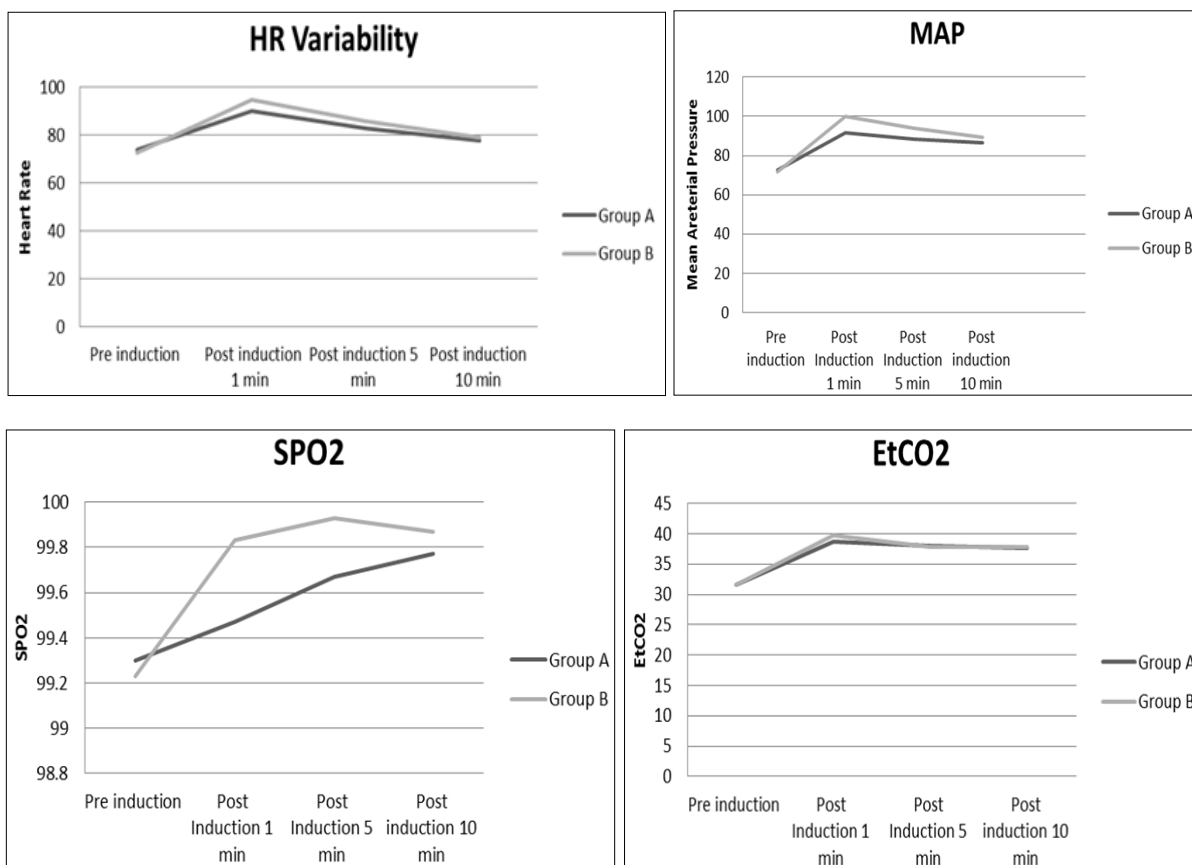 HR Variability
100
80
60
40
20
0
Heart Rate
Pre induction
Post induction
1 min
Post induction 5
min
Post induction
10 min
Group A
Group B
MAP
120
100
80
60
40
20
0
Mean Areterial Pressure
Pre
induction
Post
Induction
1 min
Post
Induction
5 min
Post
induction
10 min
Group A
Group B
SPO2
100
99.8
99.6
99.4
99.2
99
98.8
SPO2
Pre induction
Post
Induction 1
min
Post
Induction 5
min
Post
induction 10
min
Group A
Group B
EtCO2
45
40
35
30
25
20
15
10
5
0
EtCO2
Pre induction
Post
Induction 1
min
Post
Induction 5
min
Post
induction 10
min
Group A
Group B